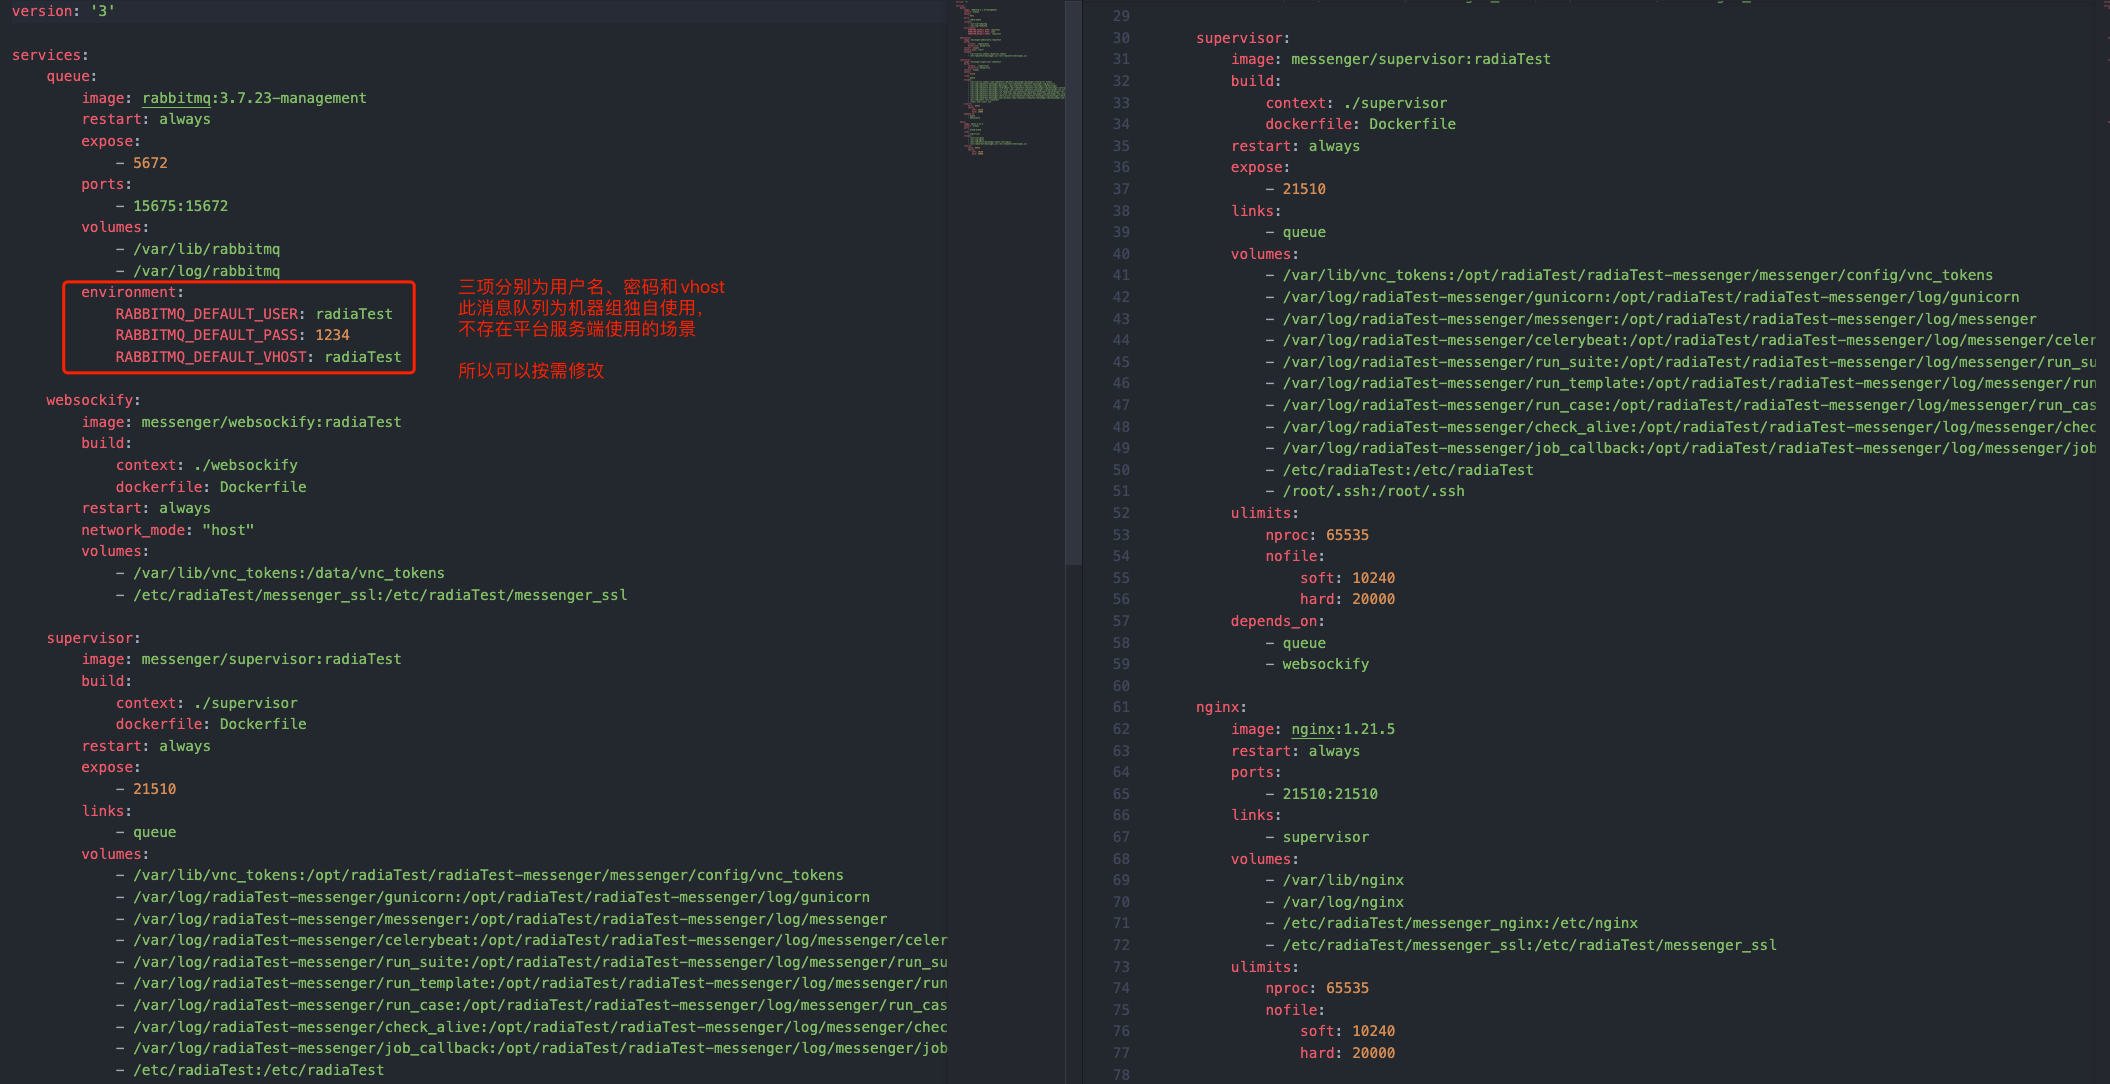 version: '3'
services:
queue:
image: rabbitmq:3.7.23-management
restart: always
expose:
- 5672
ports:
- 15675:15672
volumes:
- /var/lib/rabbitmq
- /var/log/rabbitmq
environment:
RABBITMQ_DEFAULT_USER: radiaTest
RABBITMQ_DEFAULT_PASS: 1234
RABBITMQ_DEFAULT_VHOST: radiaTest
三项分别为用户名、密码和vhost
此消息队列为机器组独自使用，
不存在平台服务端使用的场景
所以可以按需修改
websockify:
image: messenger/websockify:radiaTest
build:
context: ./websockify
dockerfile: Dockerfile
restart: always
network_mode: "host"
volumes:
- /var/lib/vnc_tokens:/data/vnc_tokens
- /etc/radiaTest/messenger_ssl:/etc/radiaTest/messenger_ssl
supervisor:
image: messenger/supervisor:radiaTest
build:
context: ./supervisor
dockerfile: Dockerfile
restart: always
expose:
- 21510
links:
- queue
volumes:
- /var/lib/vnc_tokens:/opt/radiaTest/radiaTest-messenger/messenger/config/vnc_tokens
- /var/log/radiaTest-messenger/gunicorn:/opt/radiaTest/radiaTest-messenger/log/gunicorn
- /var/log/radiaTest-messenger/messenger:/opt/radiaTest/radiaTest-messenger/log/messenger
- /var/log/radiaTest-messenger/celerybeat:/opt/radiaTest/radiaTest-messenger/log/messenger/celer
- /var/log/radiaTest-messenger/run_suite:/opt/radiaTest/radiaTest-messenger/log/messenger/run_su
- /var/log/radiaTest-messenger/run_template:/opt/radiaTest/radiaTest-messenger/log/messenger/run
- /var/log/radiaTest-messenger/run_case:/opt/radiaTest/radiaTest-messenger/log/messenger/run_cas
- /var/log/radiaTest-messenger/check_alive:/opt/radiaTest/radiaTest-messenger/log/messenger/chec
- /var/log/radiaTest-messenger/job_callback:/opt/radiaTest/radiaTest-messenger/log/messenger/job
- /etc/radiaTest:/etc/radiaTest
29
30 supervisor:
31 image: messenger/supervisor:radiaTest
32 build:
33 context: ./supervisor
34 dockerfile: Dockerfile
35 restart: always
36 expose:
37 - 21510
38 links:
39 - queue
40 volumes:
41 - /var/lib/vnc_tokens:/opt/radiaTest/radiaTest-messenger/messenger/config/vnc_tokens
42 - /var/log/radiaTest-messenger/gunicorn:/opt/radiaTest/radiaTest-messenger/log/gunicorn
43 - /var/log/radiaTest-messenger/messenger:/opt/radiaTest/radiaTest-messenger/log/messenger
44 - /var/log/radiaTest-messenger/celerybeat:/opt/radiaTest/radiaTest-messenger/log/messenger/celer
45 - /var/log/radiaTest-messenger/run_suite:/opt/radiaTest/radiaTest-messenger/log/messenger/run_su
46 - /var/log/radiaTest-messenger/run_template:/opt/radiaTest/radiaTest-messenger/log/messenger/run
47 - /var/log/radiaTest-messenger/run_case:/opt/radiaTest/radiaTest-messenger/log/messenger/run_cas
48 - /var/log/radiaTest-messenger/check_alive:/opt/radiaTest/radiaTest-messenger/log/messenger/chec
49 - /var/log/radiaTest-messenger/job_callback:/opt/radiaTest/radiaTest-messenger/log/messenger/job
50 - /etc/radiaTest:/etc/radiaTest
51 - /root/.ssh:/root/.ssh
52 ulimits:
53 nproc: 65535
54 nofile:
55 soft: 10240
56 hard: 20000
57 depends_on:
58 - queue
59 - websockify
60
61 nginx:
62 image: nginx:1.21.5
63 restart: always
64 ports:
65 - 21510:21510
66 links:
67 - supervisor
68 volumes:
69 - /var/lib/nginx
70 - /var/log/nginx
71 - /etc/radiaTest/messenger_nginx:/etc/nginx
72 - /etc/radiaTest/messenger_ssl:/etc/radiaTest/messenger_ssl
73 ulimits:
74 nproc: 65535
75 nofile:
76 soft: 10240
77 hard: 20000
78